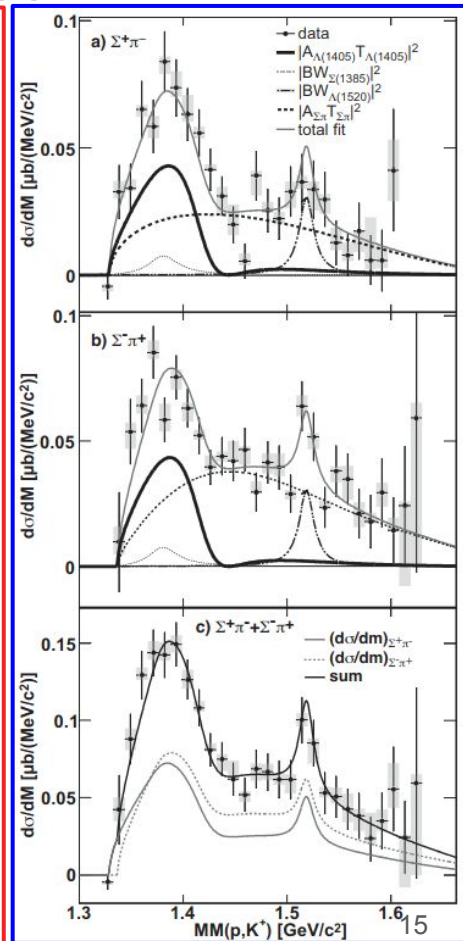 0.1
a) Σ⁺π⁻
data
|A_Λ(1405)T_Λ(1405)|²
|BW_Σ(1385)|²
|BW_Λ(1520)|²
|A_ΣπT_Σπ|²
total fit
0.05
0
dσ/dM [μb/(MeV/c²)]
0.1
b) Σ⁻π⁺
0.05
0
dσ/dM [μb/(MeV/c²)]
c) Σ⁺π⁻+Σ⁻π⁺
(dσ/dm)_Σ⁺π⁻
(dσ/dm)_Σ⁻π⁺
sum
0.15
0.1
0.05
0
dσ/dM [μb/(MeV/c²)]
1.3 1.4 1.5 1.6
MM(p,K⁺) [GeV/c²]
15